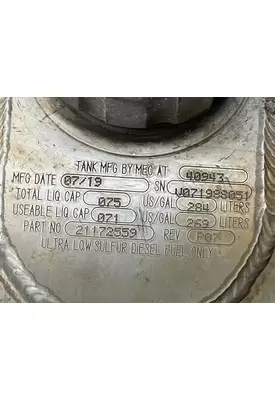 TANK MFG BY MEC AT 40943
MFG DATE 07/19 SN V071988051
TOTAL LIQ CAP 075 US/GAL 284 LITERS
USEABLE LIQ CAP 071 US/GAL 269 LITERS
PART NO 21172559 REV P07
ULTRA LOW SULFUR DIESEL FUEL ONLY